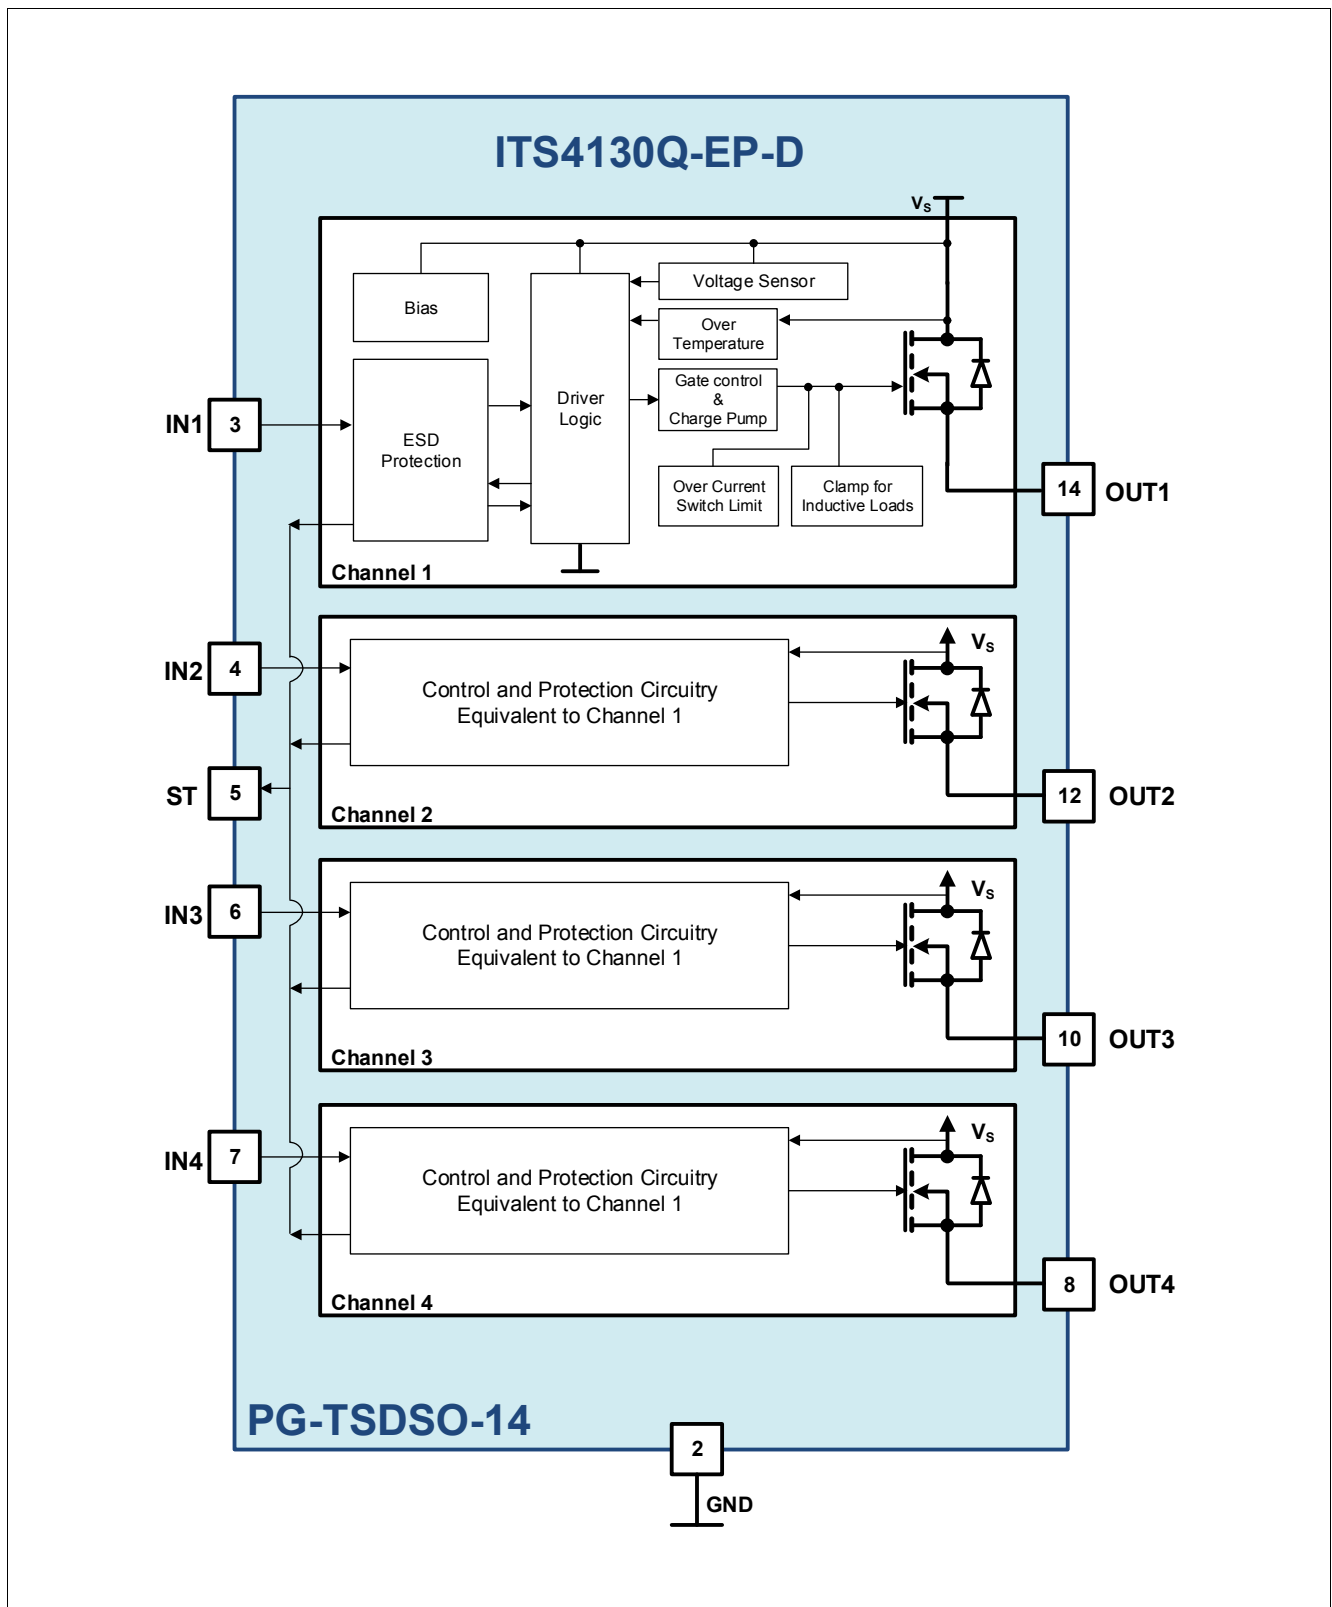 ITS4130Q-EP-D
VS
Voltage Sensor
Bias
Over
Temperature
Gate control
&
Charge Pump
Driver
Logic
IN1
3
ESD
Protection
Over Current
Switch Limit
Clamp for
Inductive Loads
14
OUT1
Channel 1
IN2
4
Control and Protection Circuitry
Equivalent to Channel 1
VS
ST
5
12
OUT2
Channel 2
IN3
6
Control and Protection Circuitry
Equivalent to Channel 1
VS
10
OUT3
Channel 3
IN4
7
Control and Protection Circuitry
Equivalent to Channel 1
VS
8
OUT4
Channel 4
PG-TSDSO-14
2
GND